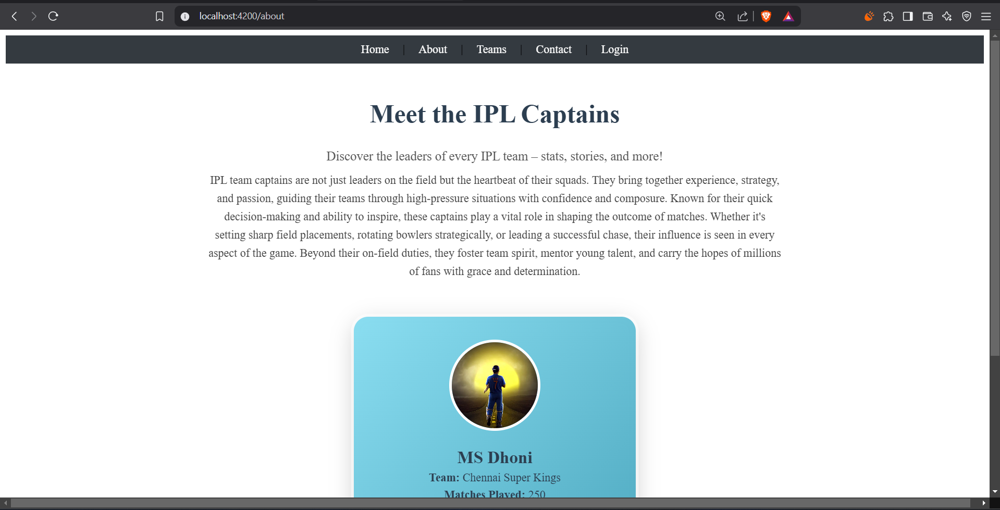 localhost:4200/about
Home | About | Teams | Contact | Login
Meet the IPL Captains
Discover the leaders of every IPL team – stats, stories, and more!
IPL team captains are not just leaders on the field but the heartbeat of their squads. They bring together experience, strategy,
and passion, guiding their teams through high-pressure situations with confidence and composure. Known for their quick
decision-making and ability to inspire, these captains play a vital role in shaping the outcome of matches. Whether it's
setting sharp field placements, rotating bowlers strategically, or leading a successful chase, their influence is seen in every
aspect of the game. Beyond their on-field duties, they foster team spirit, mentor young talent, and carry the hopes of millions
of fans with grace and determination.
MS Dhoni
Team: Chennai Super Kings
Matches Played: 250